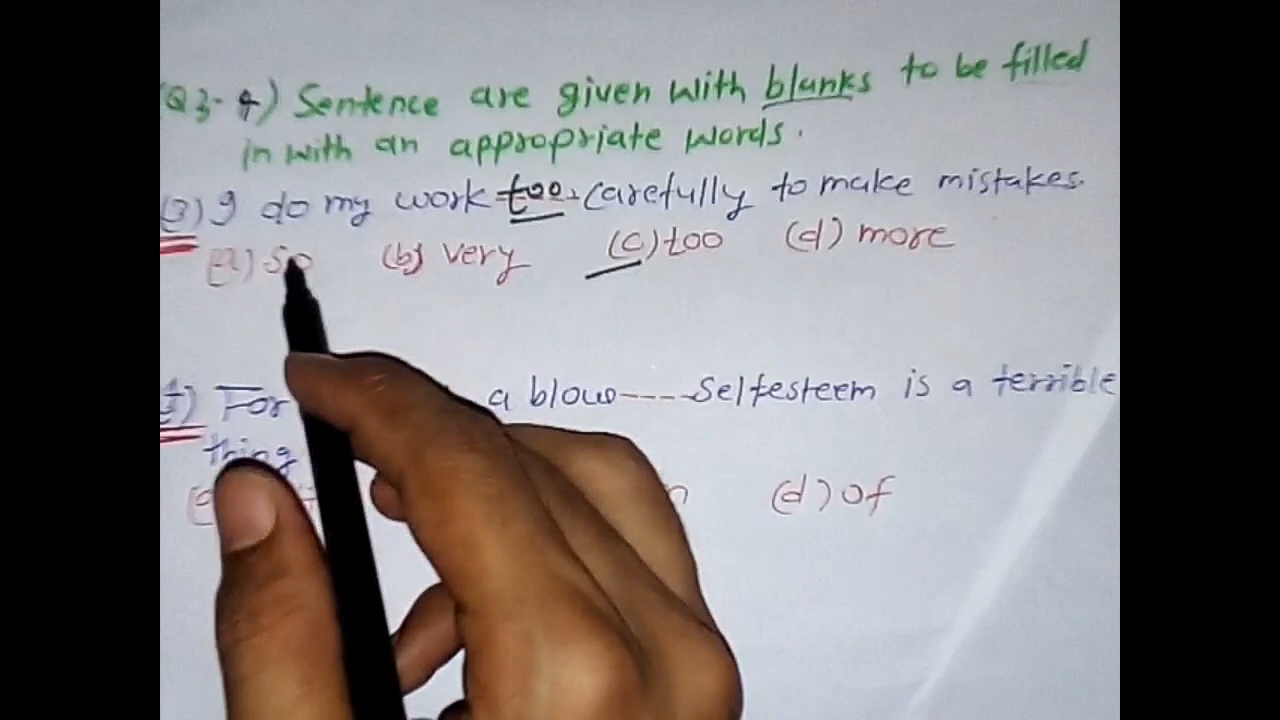 (Q3-4) Sentence are given with blanks to be filled
in with an appropriate words.
(3) I do my work too carefully to make mistakes.
(a) so (b) very (c) too (d) more
For a blow----Selfesteem is a terrible
thing
(d) of